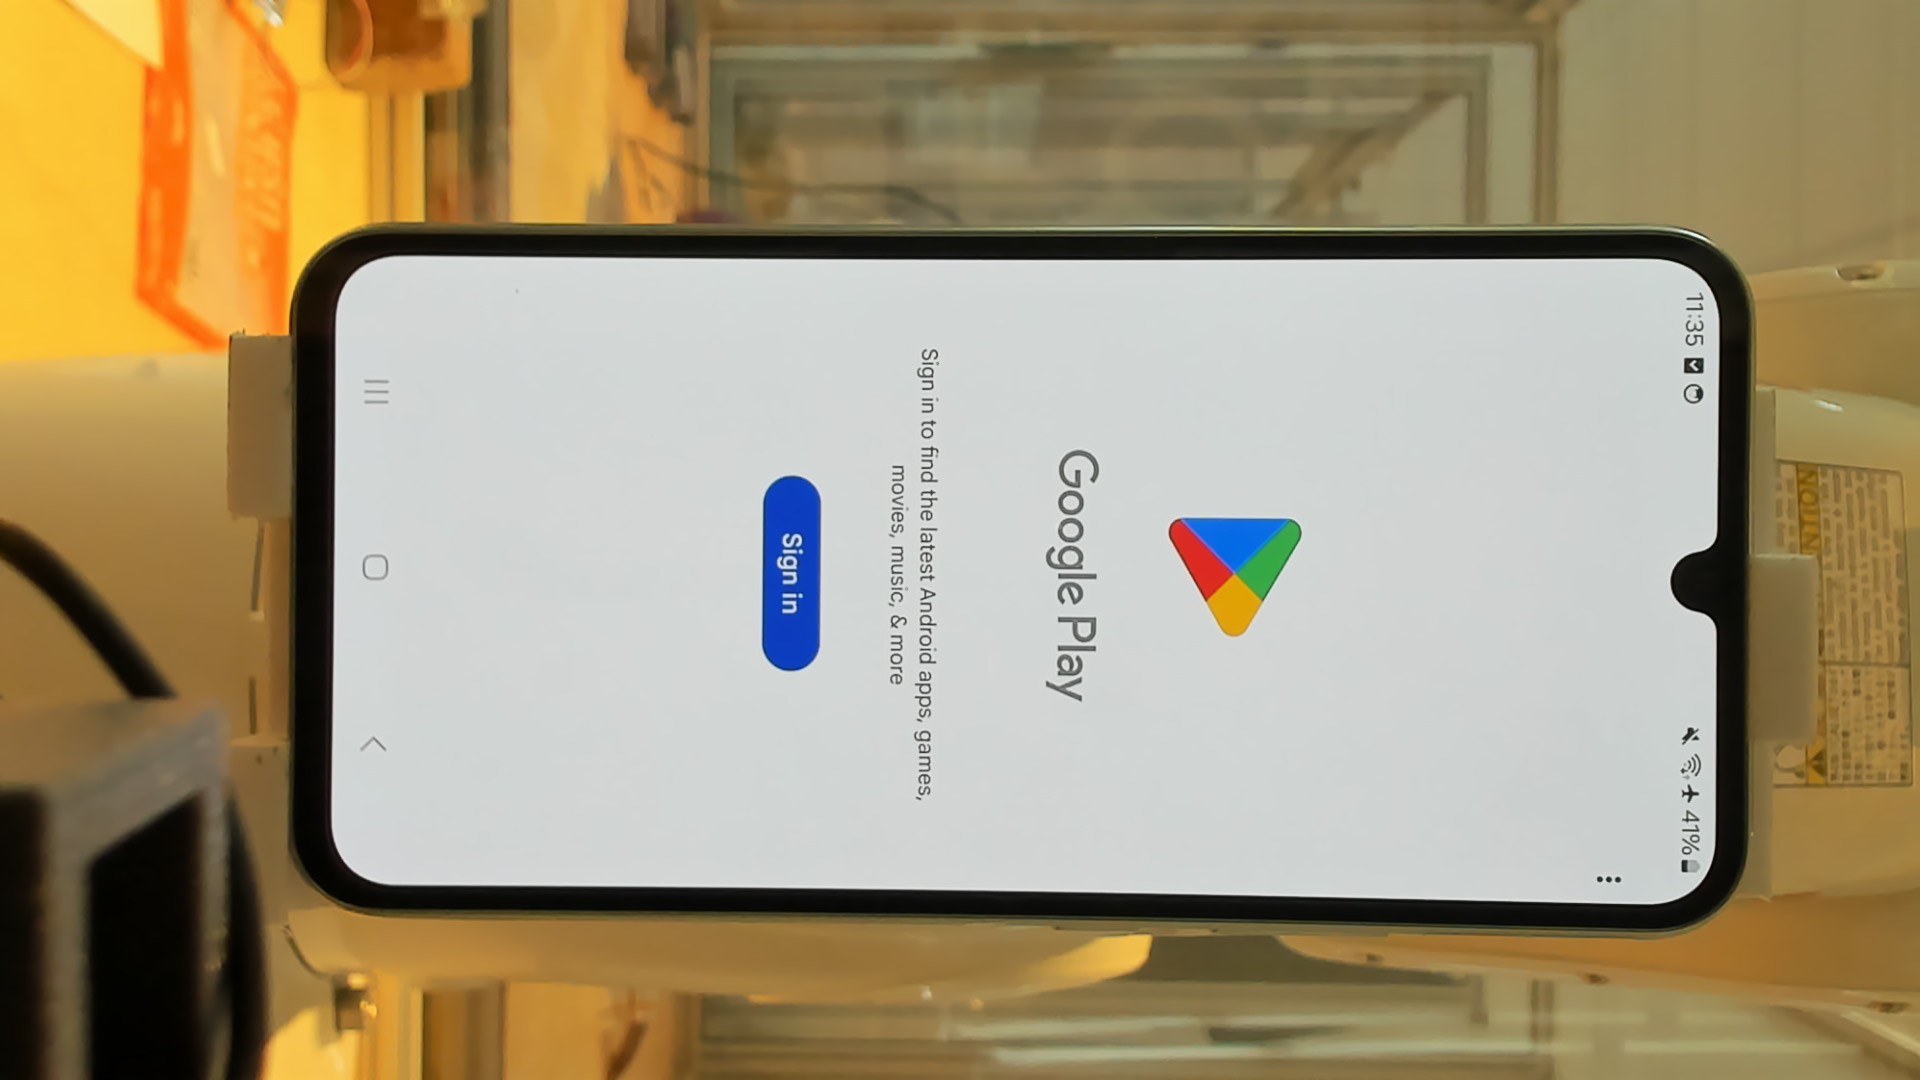 11:35
41%
Google Play
Sign in to find the latest Android apps, games,
movies, music, & more
Sign in